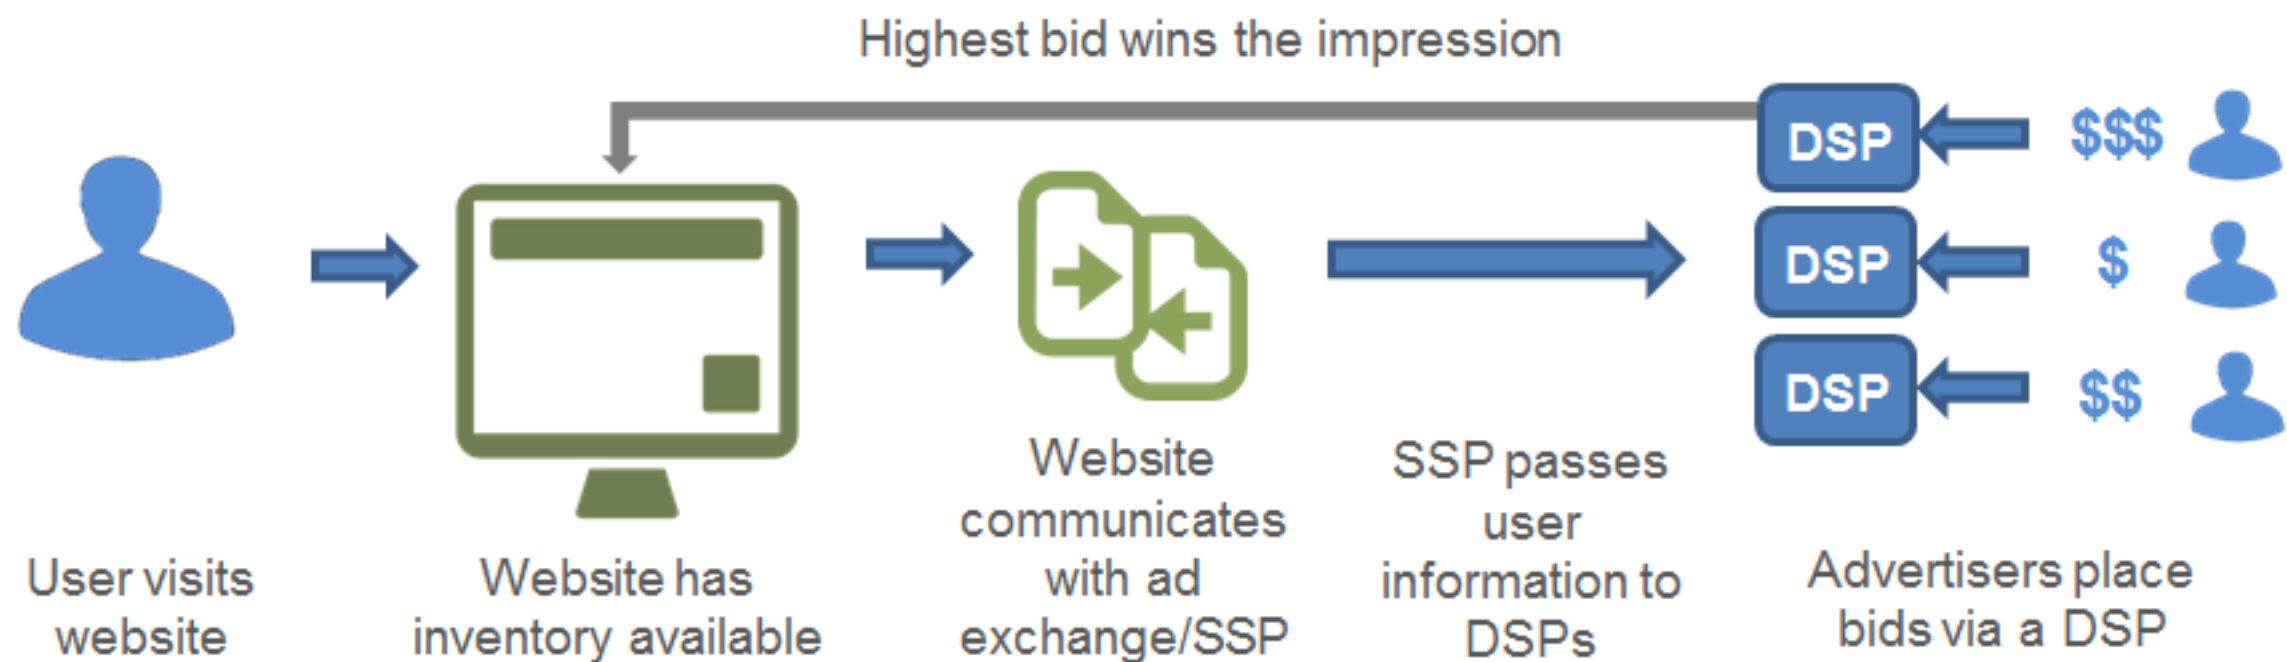 Highest bid wins the impression
DSP
$$$
DSP
$
DSP
$$
User visits
website
Website has
inventory available
Website
communicates
with ad
exchange/SSP
SSP passes
user
information to
DSPs
Advertisers place
bids via a DSP